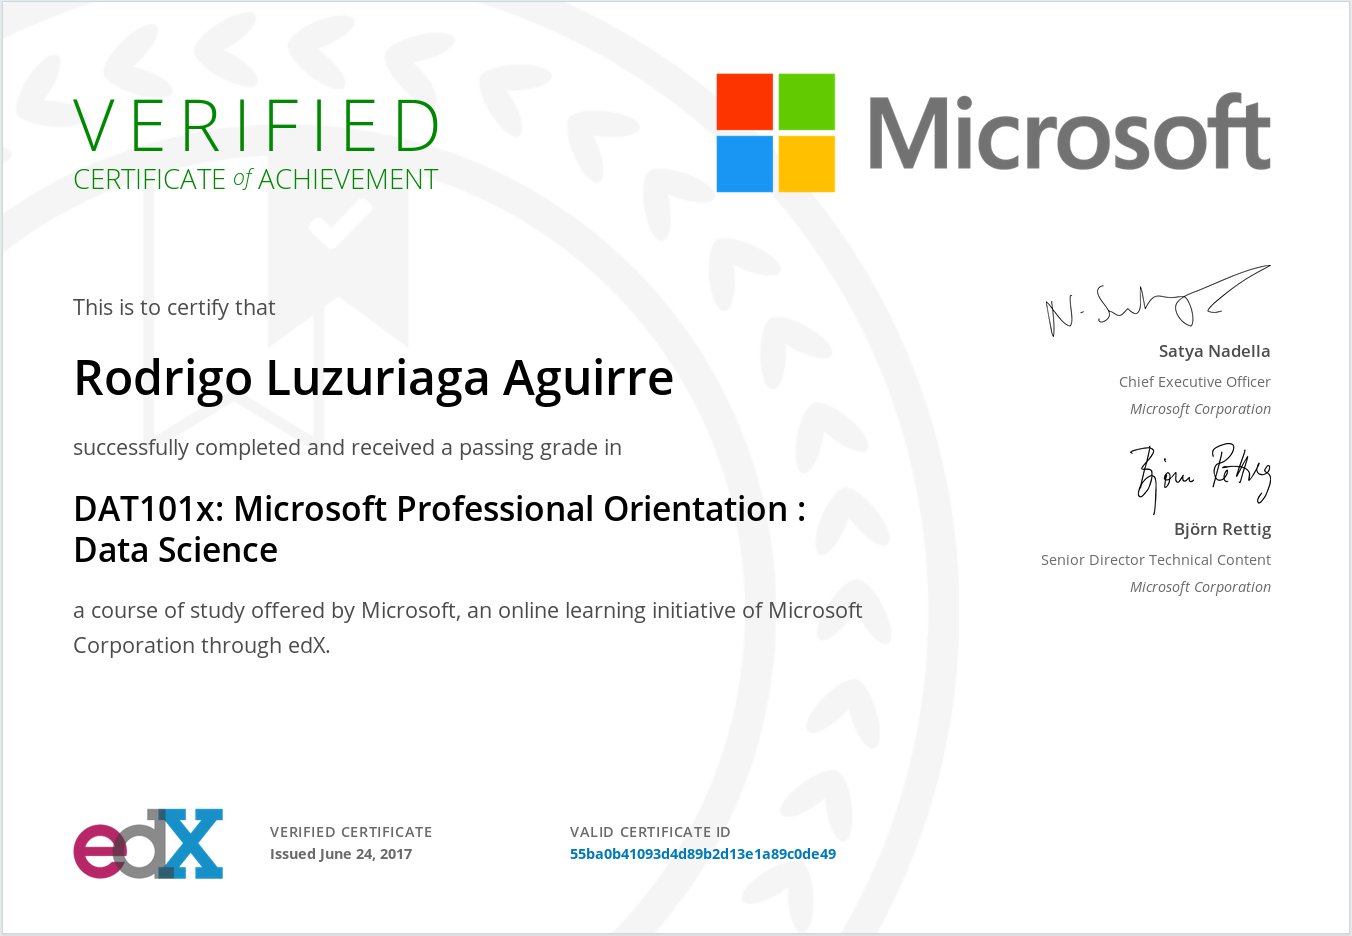 VERIFIED
CERTIFICATE of ACHIEVEMENT
Microsoft
This is to certify that
Rodrigo Luzuriaga Aguirre
successfully completed and received a passing grade in
DAT101x: Microsoft Professional Orientation :
Data Science
a course of study offered by Microsoft, an online learning initiative of Microsoft
Corporation through edX.
N. Satya
Satya Nadella
Chief Executive Officer
Microsoft Corporation
Björn Rettig
Björn Rettig
Senior Director Technical Content
Microsoft Corporation
edX
VERIFIED CERTIFICATE
Issued June 24, 2017
VALID CERTIFICATE ID
55ba0b41093d4d89b2d13e1a89c0de49